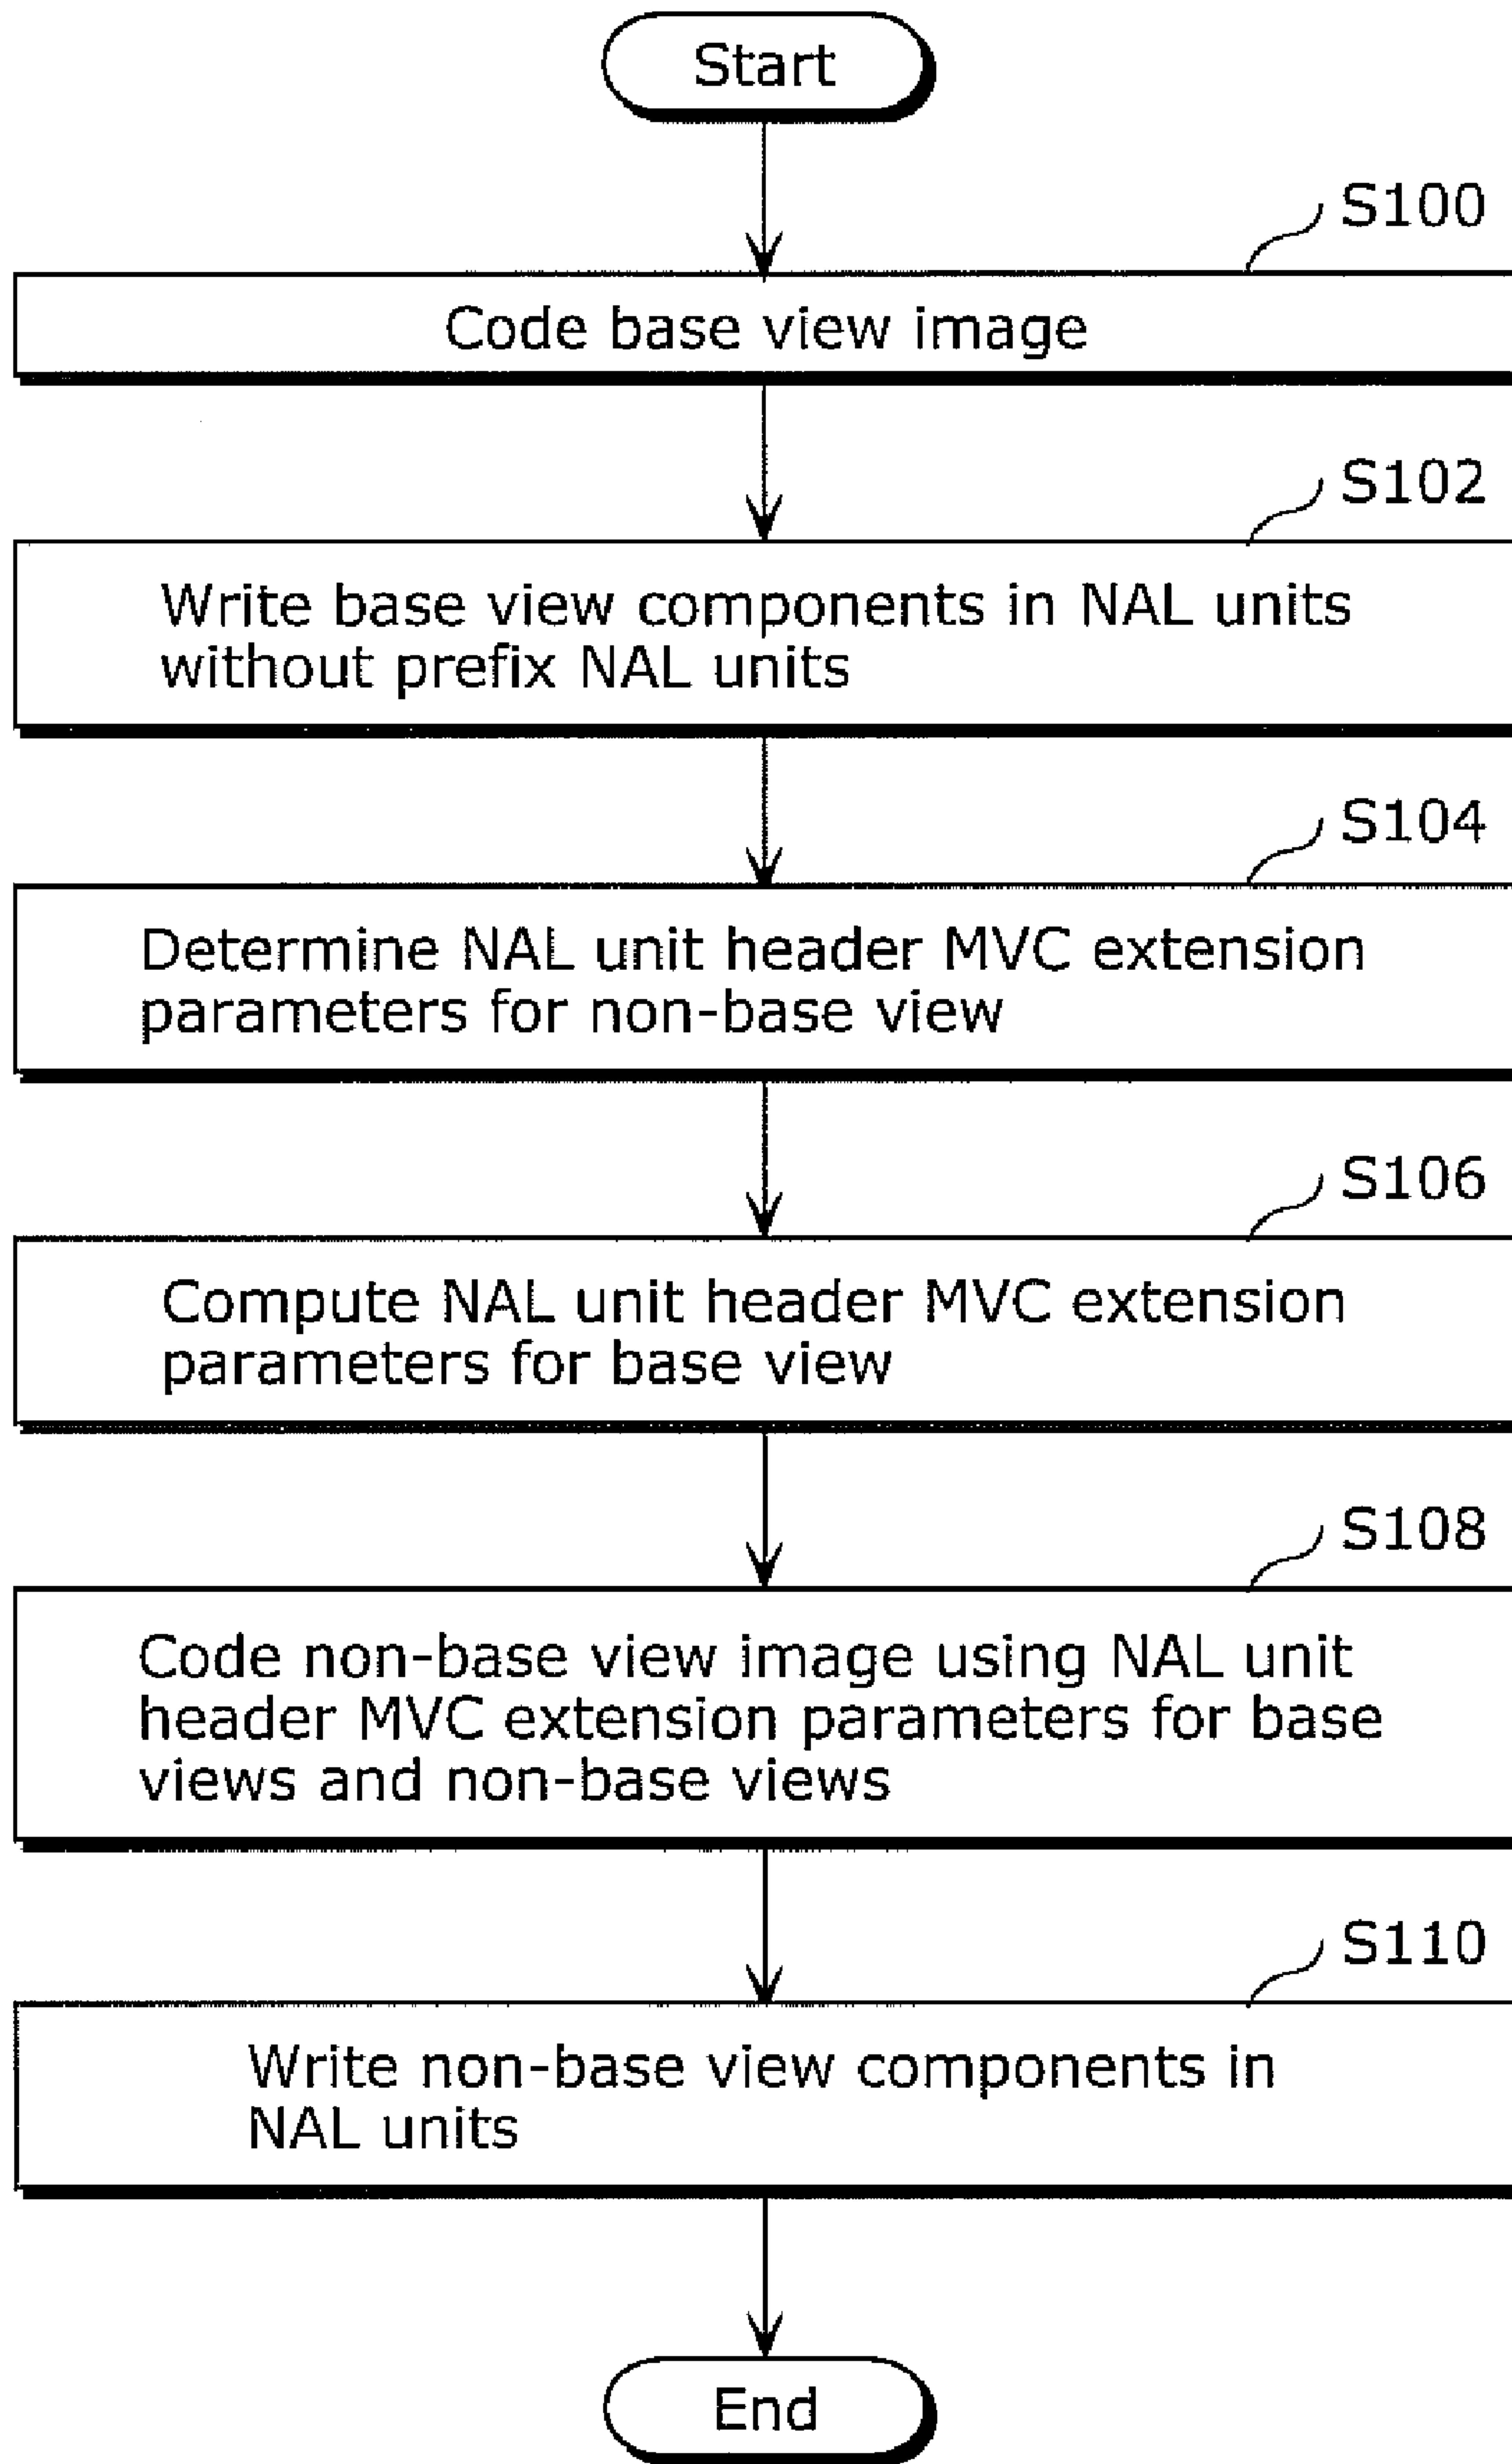 Start
S100
Code base view image
S102
Write base view components in NAL units
without prefix NAL units
S104
Determine NAL unit header MVC extension
parameters for non-base view
S106
Compute NAL unit header MVC extension
parameters for base view
S108
Code non-base view image using NAL unit
header MVC extension parameters for base
views and non-base views
S110
Write non-base view components in
NAL units
End